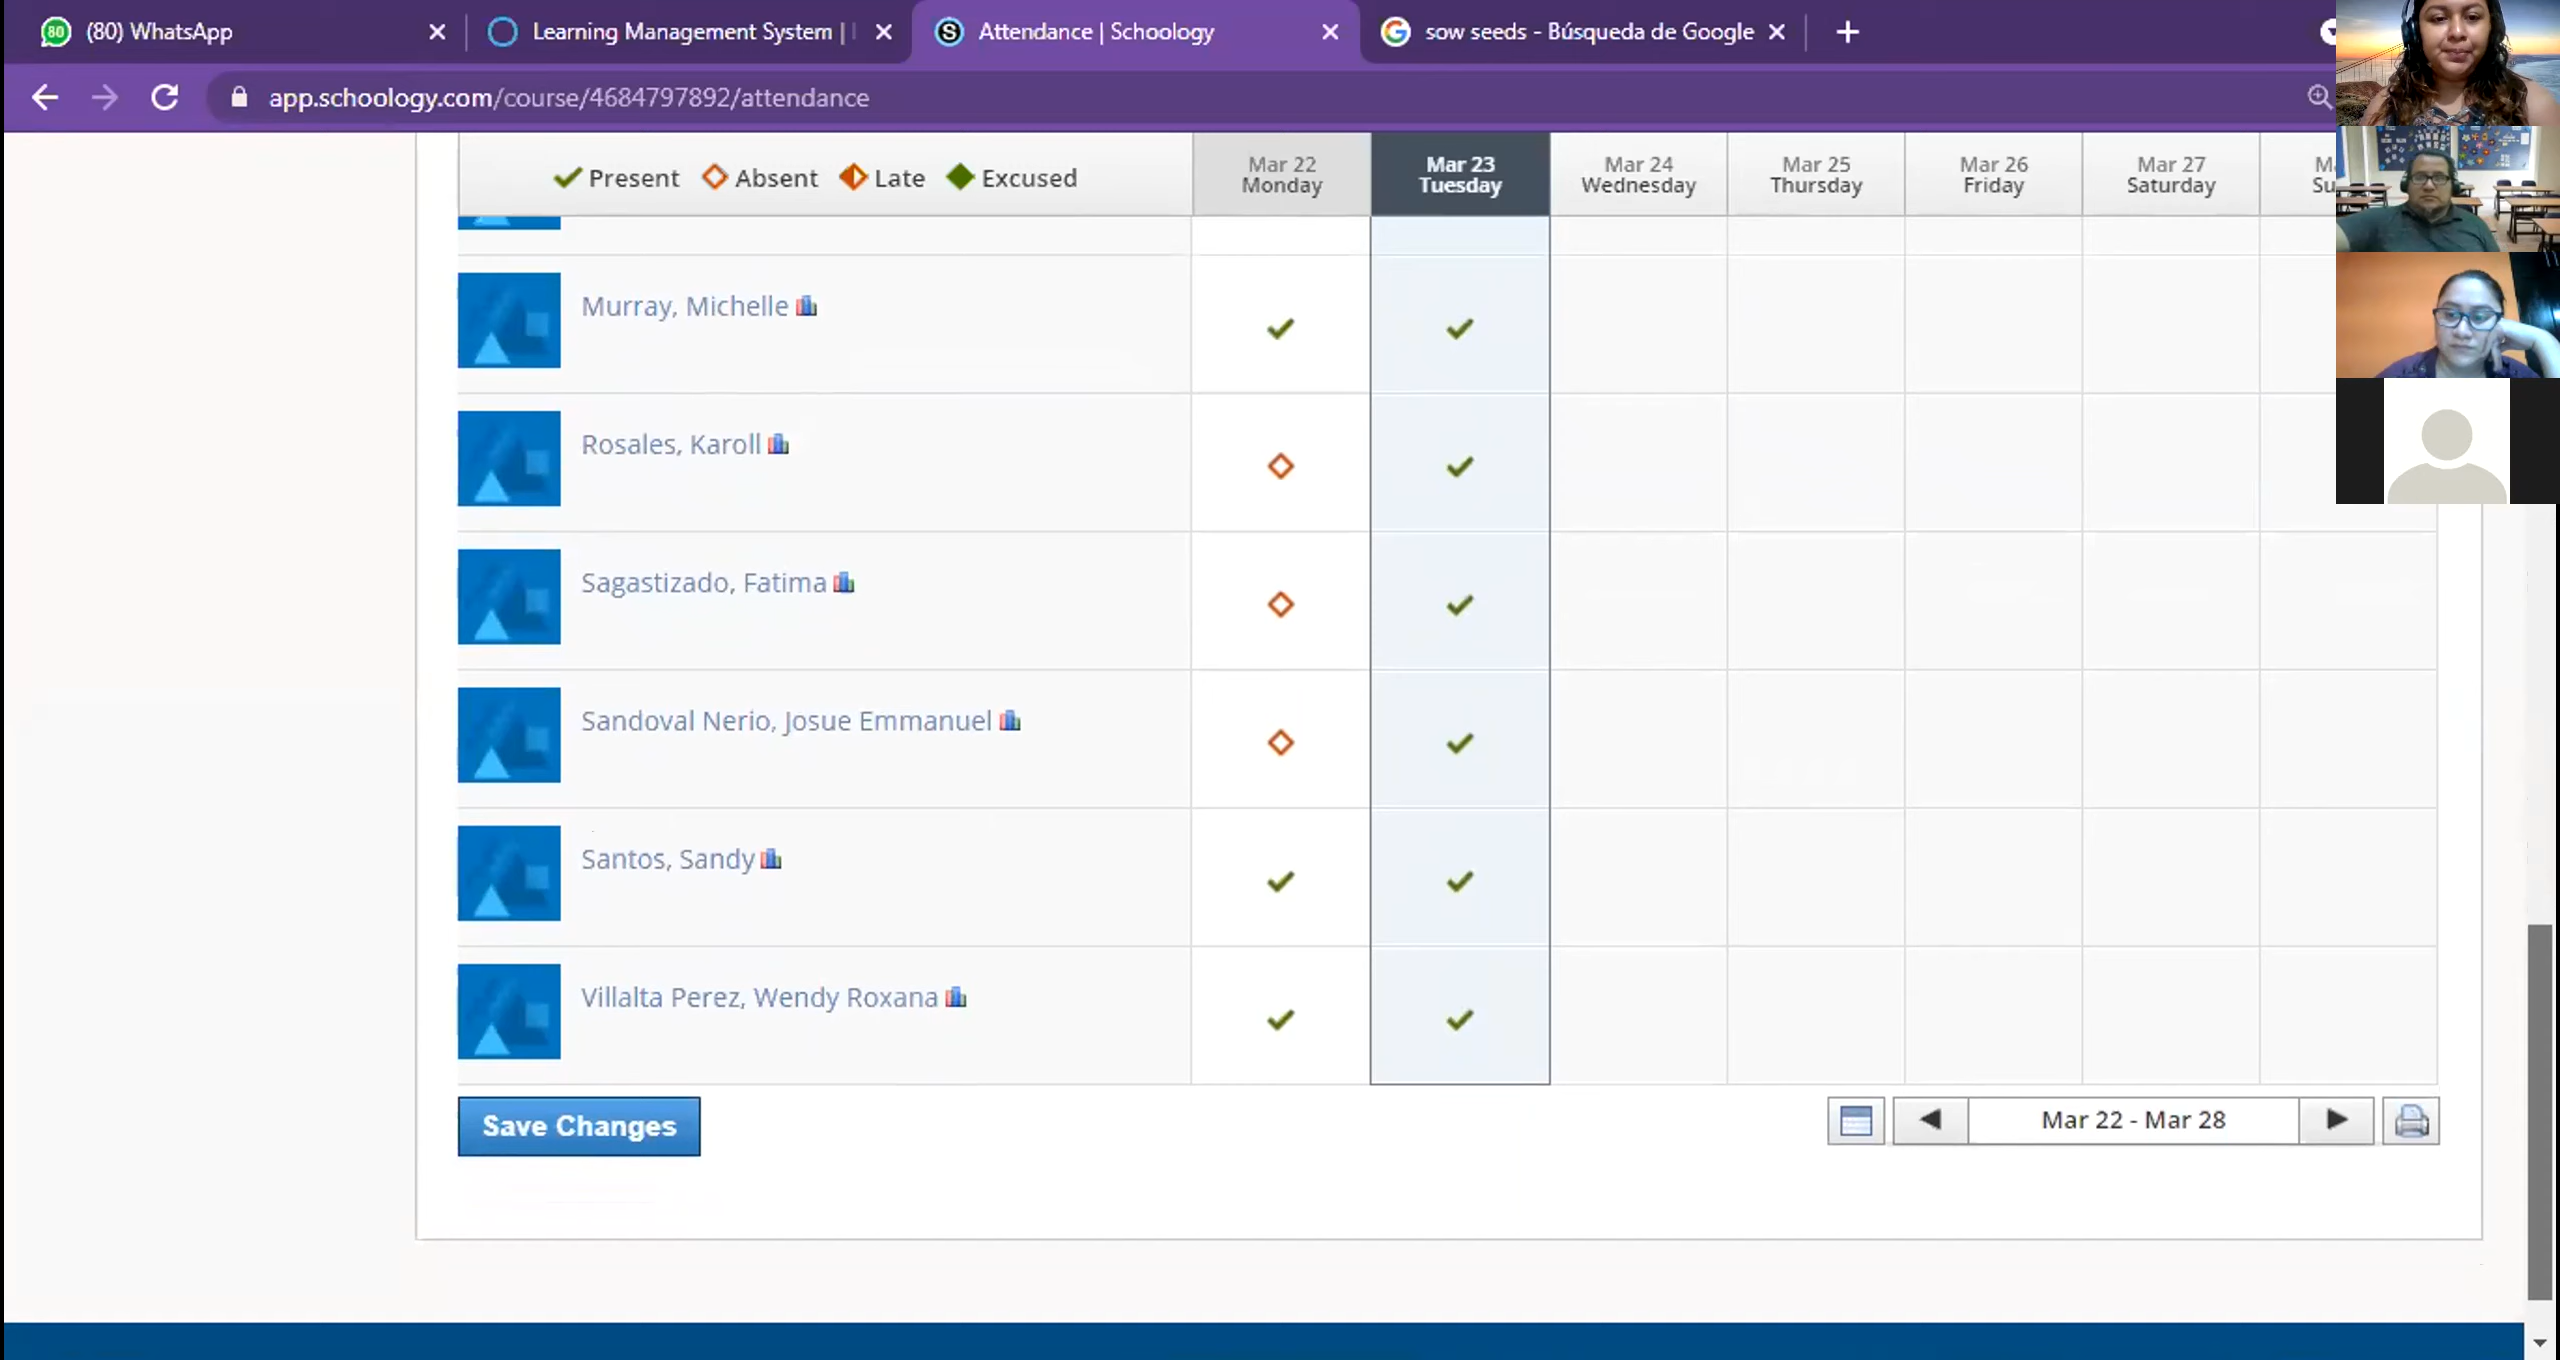 80 (80) WhatsApp
Learning Management System |
S Attendance | Schoology
G sow seeds - Búsqueda de Google
app.schoology.com/course/4684797892/attendance
Present Absent Late Excused
Mar 22 Monday
Mar 23 Tuesday
Mar 24 Wednesday
Mar 25 Thursday
Mar 26 Friday
Mar 27 Saturday
Murray, Michelle
Rosales, Karoll
Sagastizado, Fatima
Sandoval Nerio, Josue Emmanuel
Santos, Sandy
Villalta Perez, Wendy Roxana
Save Changes
Mar 22 - Mar 28